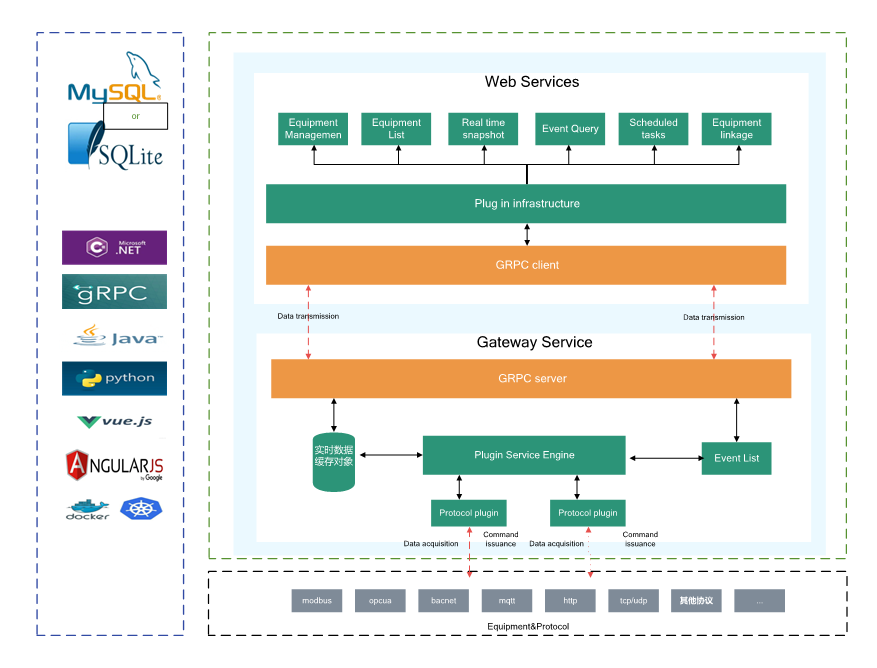 MySQL®
or
SQLite
Microsoft
.NET
gRPC
Java
python
vue.js
ANGULARJS
by Google
docker
Web Services
Equipment
Managemen
Equipment
List
Real time
snapshot
Event Query
Scheduled
tasks
Equipment
linkage
Plug in infrastructure
GRPC client
Data transmission
Data transmission
Gateway Service
GRPC server
实时数据
缓存对象
Plugin Service Engine
Event List
Protocol plugin
Protocol plugin
Data acquisition
Command
issuance
Data acquisition
Command
issuance
modbus
opcua
bacnet
mqtt
http
tcp/udp
其他协议
...
Equipment&Protocol